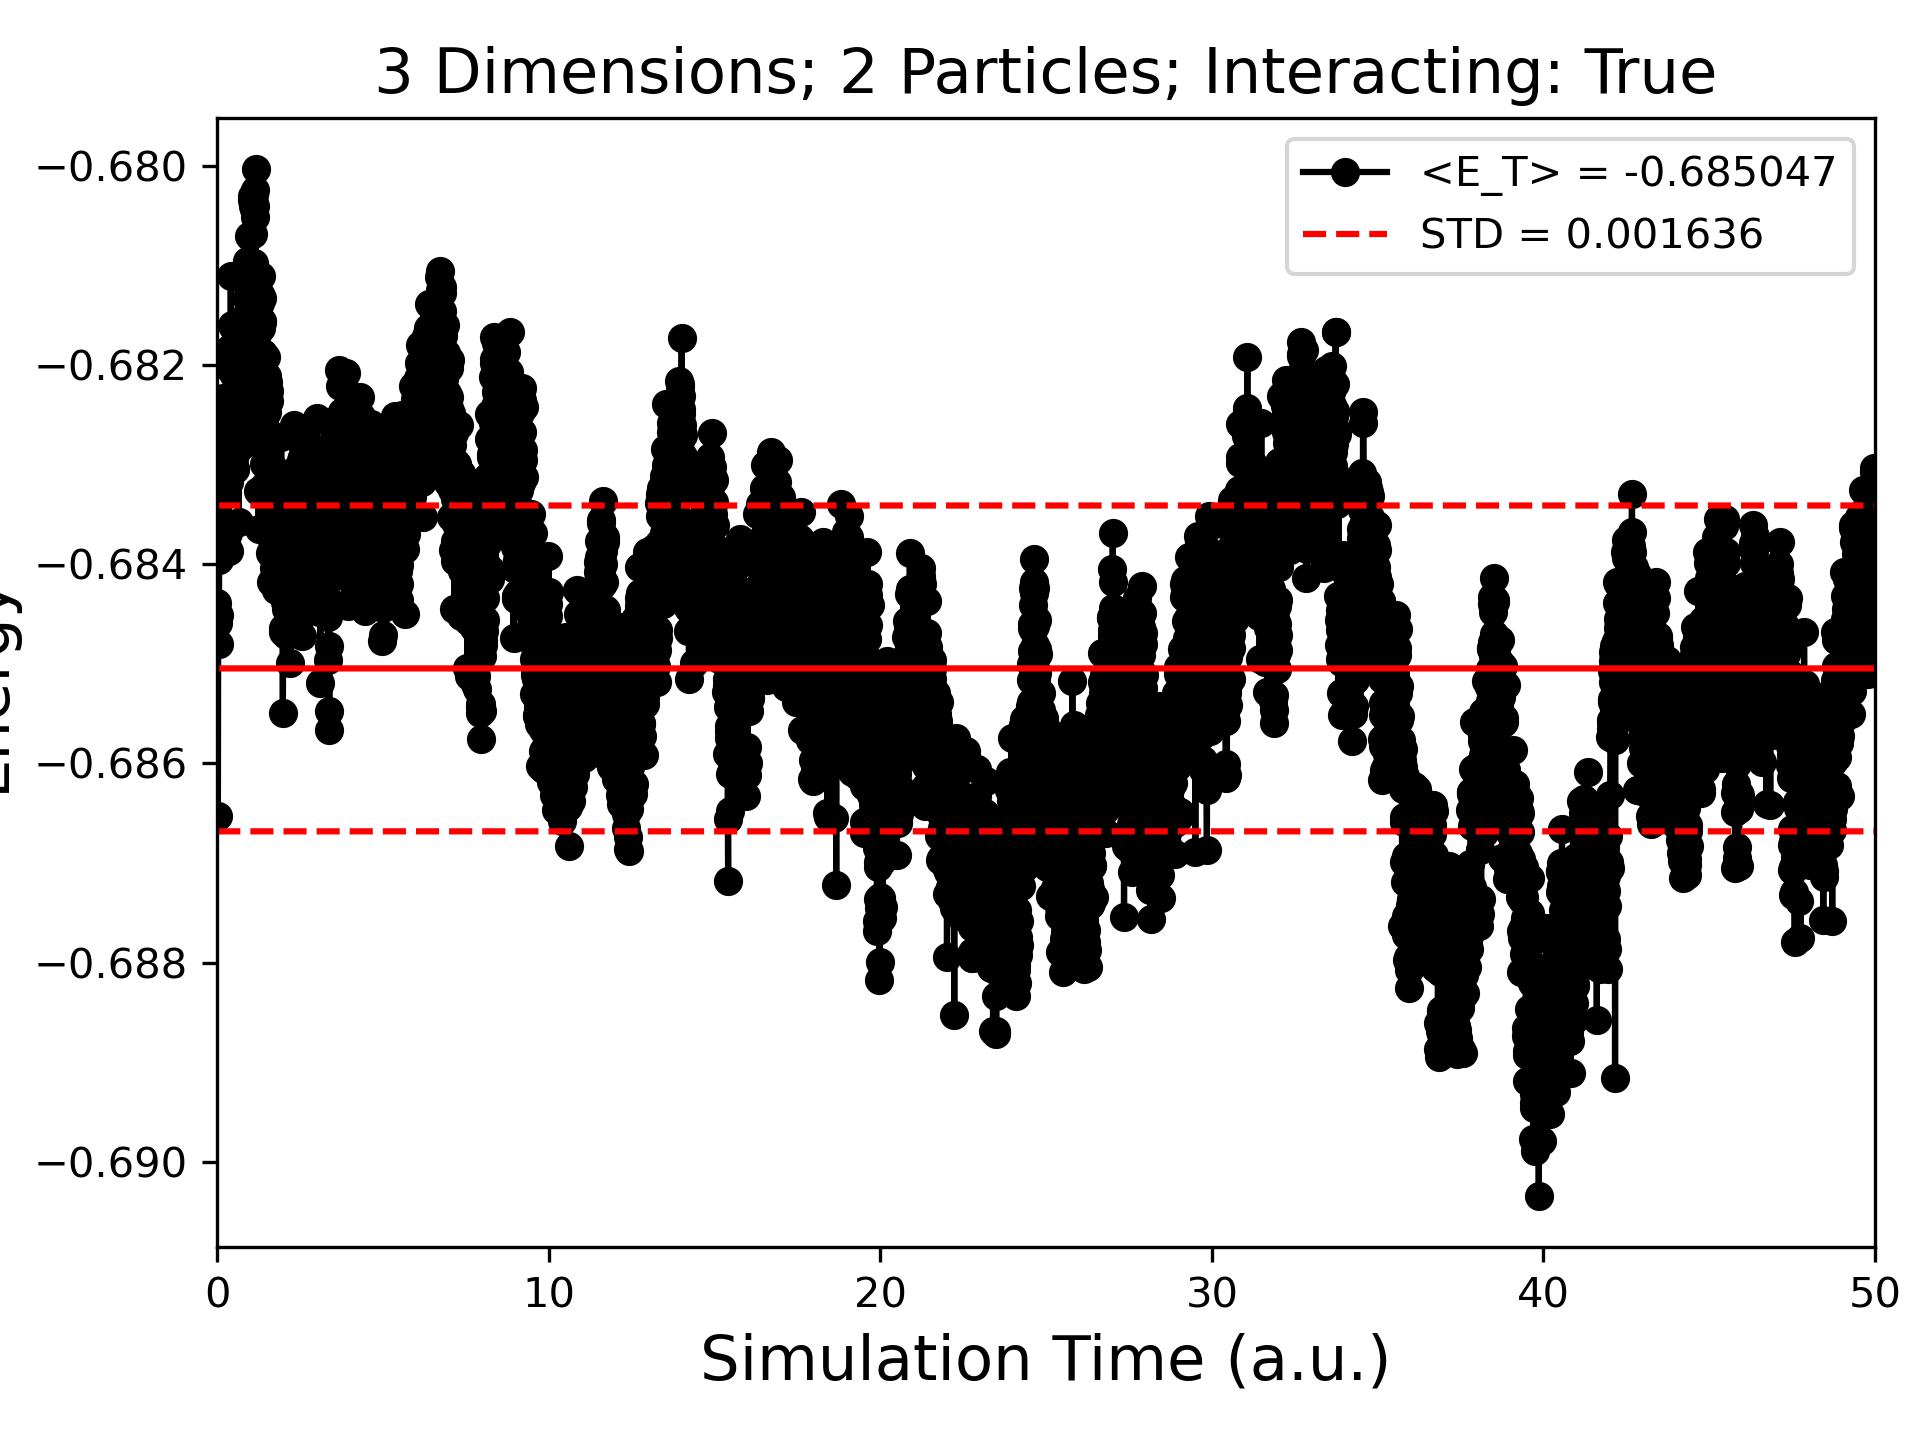 3 Dimensions; 2 Particles; Interacting: True
<E_T> = -0.685047
STD = 0.001636
−0.680
−0.682
−0.684
−0.686
−0.688
−0.690
Energy
0 10 20 30 40 50
Simulation Time (a.u.)